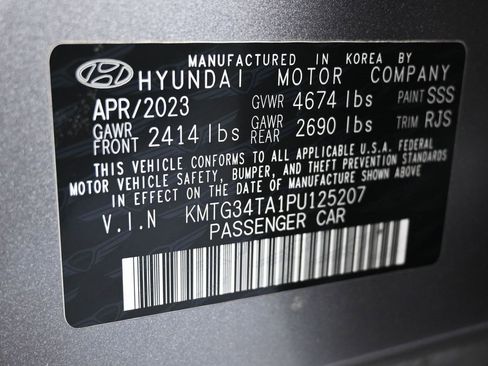 MANUFACTURED IN KOREA BY
HYUNDAI MOTOR COMPANY
APR/2023 GVWR 4674 lbs PAINT SSS
GAWR FRONT 2414 lbs GAWR REAR 2690 lbs TRIM RJS
THIS VEHICLE CONFORMS TO ALL APPLICABLE U.S.A. FEDERAL
MOTOR VEHICLE SAFETY, BUMPER, AND THEFT PREVENTION STANDARDS
IN EFFECT ON THE DATE OF MANUFACTURE SHOWN ABOVE.
V.I.N KMTG34TA1PU125207
PASSENGER CAR